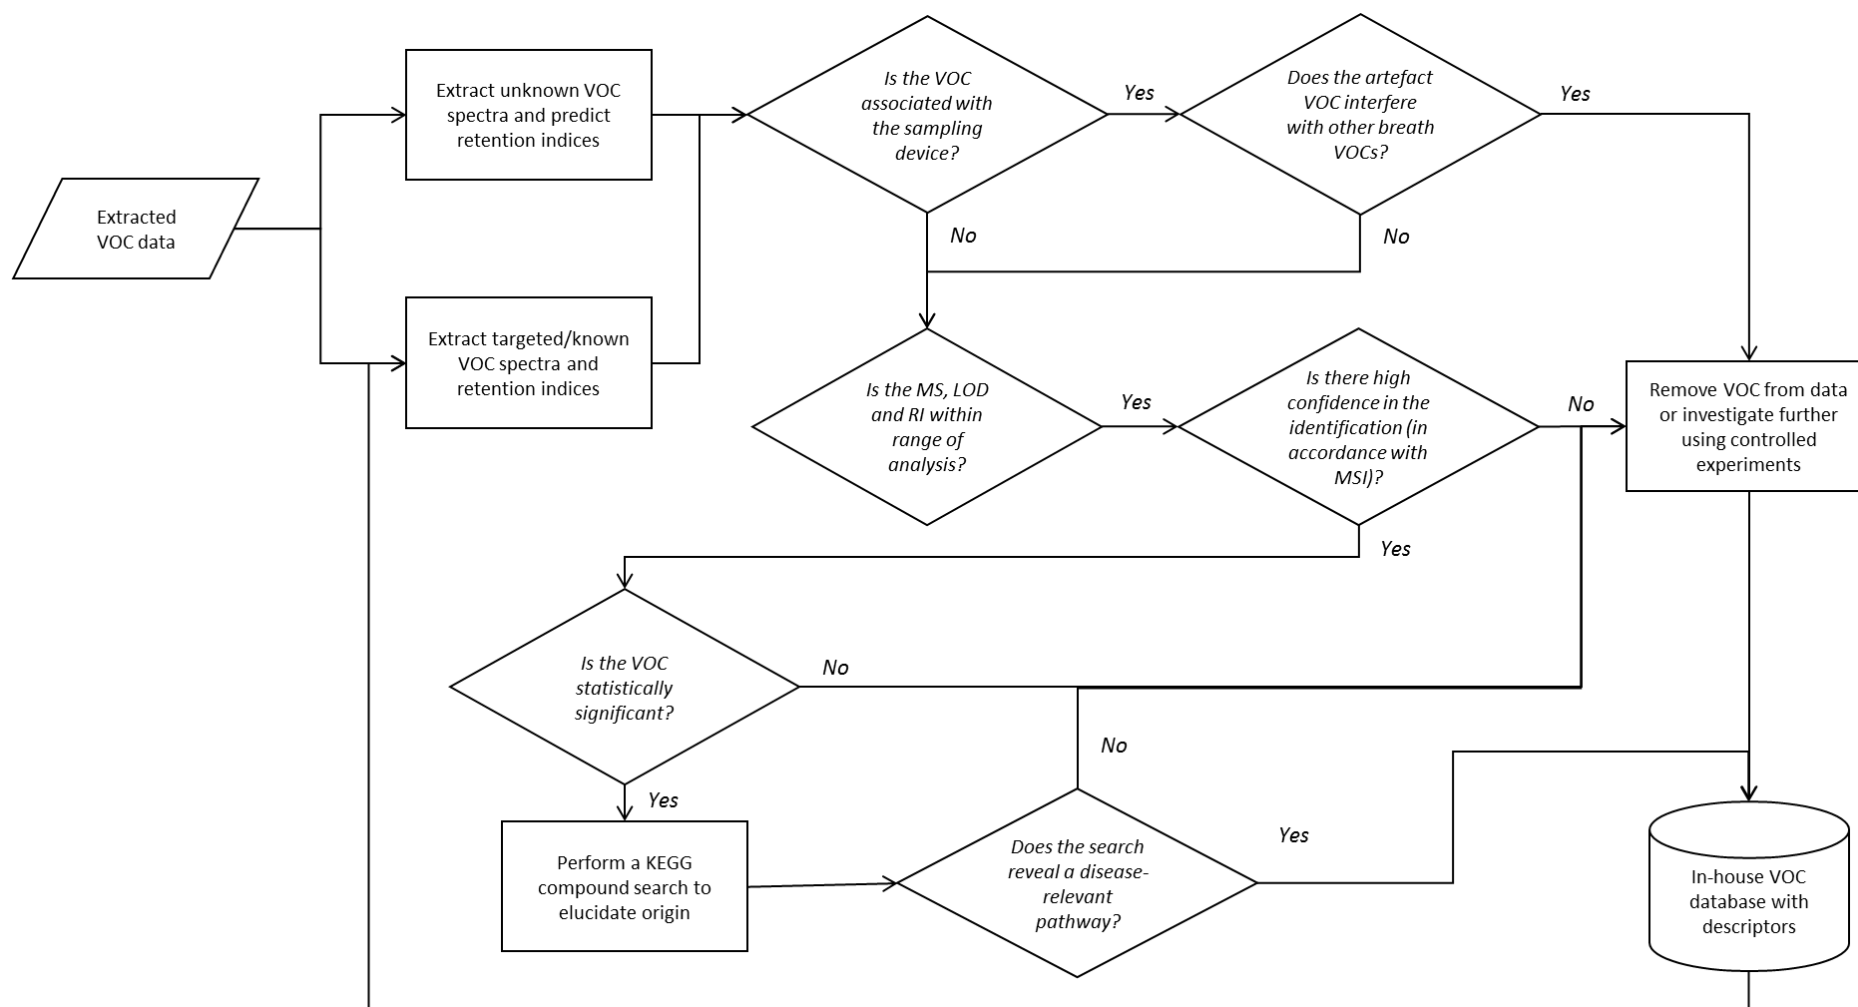 Extracted
VOC data
Extract unknown VOC
spectra and predict
retention indices
Extract targeted/known
VOC spectra and
retention indices
Is the VOC
associated with
the sampling
device?
Yes
No
Does the artefact
VOC interfere
with other breath
VOCs?
Yes
No
Is the MS, LOD
and RI within
range of
analysis?
Yes
Is there high
confidence in the
identification (in
accordance with
MSI)?
No
Yes
Remove VOC from data
or investigate further
using controlled
experiments
Is the VOC
statistically
significant?
No
Yes
Perform a KEGG
compound search to
elucidate origin
Does the search
reveal a disease-
relevant
pathway?
No
Yes
In-house VOC
database with
descriptors